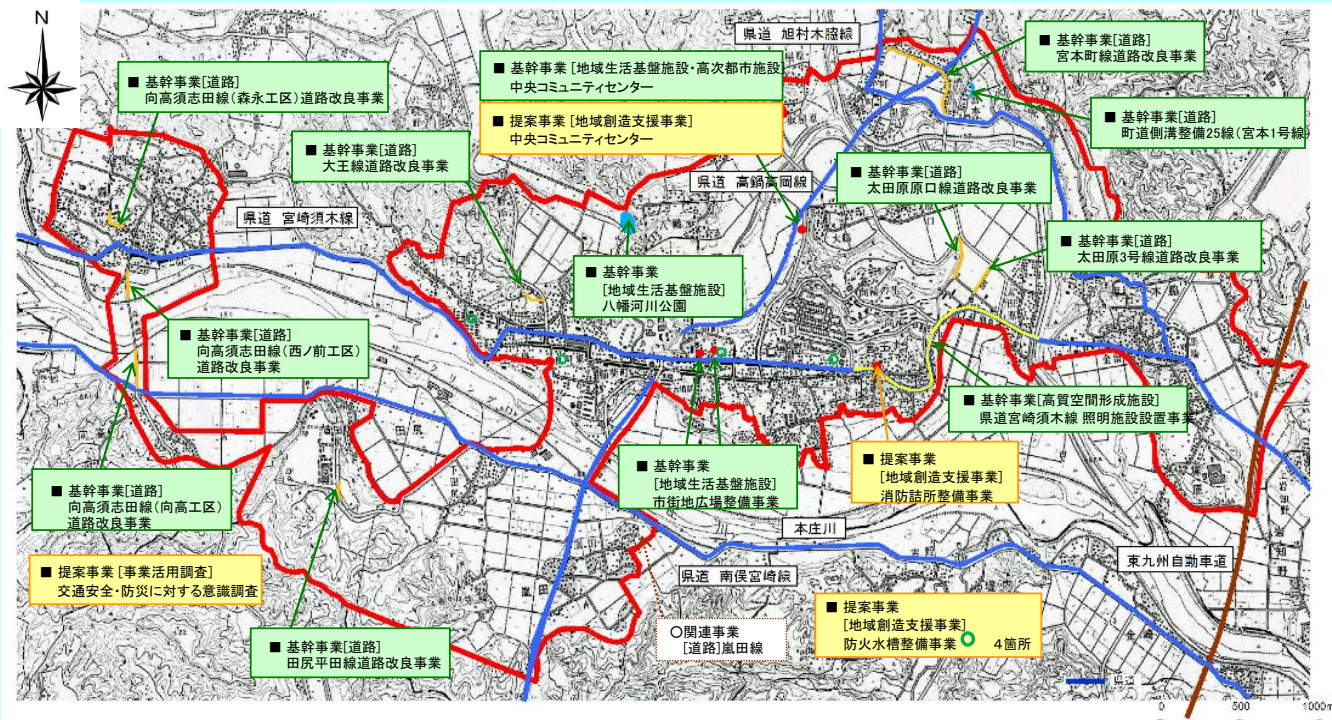 N
県道 旭村木脇線
■ 基幹事業[道路]
宮本町線道路改良事業
■ 基幹事業[地域生活基盤施設・高次都市施設]
中央コミュニティセンター
■ 基幹事業[道路]
向高須志田線(森永工区)道路改良事業
■ 提案事業[地域創造支援事業]
中央コミュニティセンター
■ 基幹事業[道路]
町道側溝整備25線(宮本1号線)
■ 基幹事業[道路]
大王線道路改良事業
県道 高鍋高岡線
■ 基幹事業[道路]
太田原原口線道路改良事業
県道 宮崎須木線
■ 基幹事業[道路]
太田原3号線道路改良事業
■ 基幹事業
[地域生活基盤施設]
八幡河川公園
■ 基幹事業[道路]
向高須志田線(西ノ前工区)
道路改良事業
■ 基幹事業[高質空間形成施設]
県道宮崎須木線 照明施設設置事業
■ 基幹事業
[地域生活基盤施設]
市街地広場整備事業
■ 提案事業
[地域創造支援事業]
消防詰所整備事業
■ 基幹事業[道路]
向高須志田線(向高工区)
道路改良事業
本庄川
東九州自動車道
■ 提案事業[事業活用調査]
交通安全・防災に対する意識調査
県道 南俣宮崎線
■ 提案事業
[地域創造支援事業]
防火水槽整備事業 4箇所
○関連事業
[道路]嵐田線
■ 基幹事業[道路]
田尻平田線道路改良事業
県道
0 500 1000m